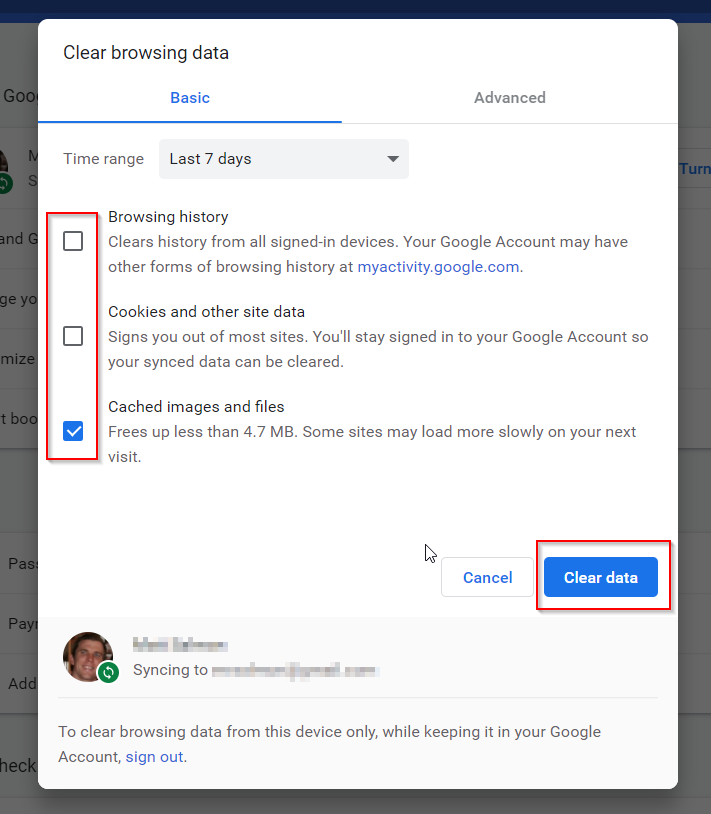 Clear browsing data
Basic
Advanced
Time range
Last 7 days
Browsing history
Clears history from all signed-in devices. Your Google Account may have
other forms of browsing history at myactivity.google.com.
Cookies and other site data
Signs you out of most sites. You'll stay signed in to your Google Account so
your synced data can be cleared.
Cached images and files
Frees up less than 4.7 MB. Some sites may load more slowly on your next
visit.
Cancel
Clear data
Syncing to
To clear browsing data from this device only, while keeping it in your Google
Account, sign out.
and G
Add